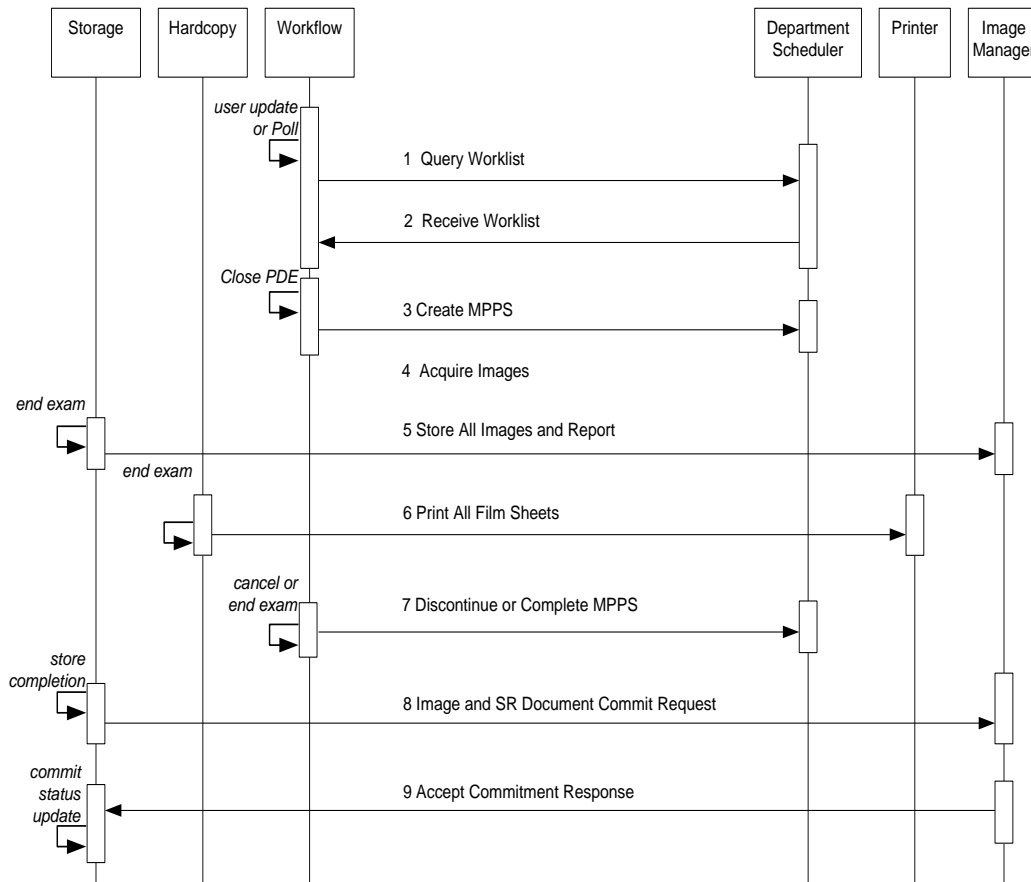 Storage
Hardcopy
Workflow
Department
Scheduler
Printer
Image
Manager
user update
or Poll
1 Query Worklist
2 Receive Worklist
Close PDE
3 Create MPPS
4 Acquire Images
end exam
5 Store All Images and Report
end exam
6 Print All Film Sheets
cancel or
end exam
7 Discontinue or Complete MPPS
store
completion
8 Image and SR Document Commit Request
commit
status
update
9 Accept Commitment Response